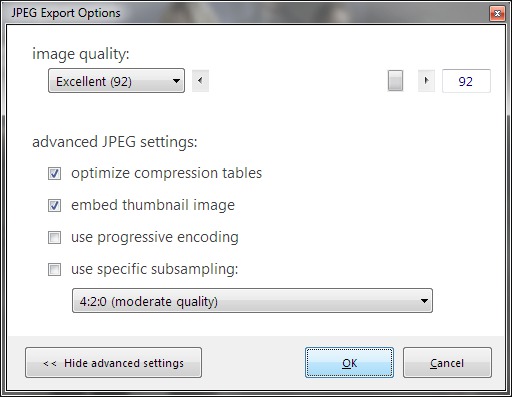 JPEG Export Options
image quality:
Excellent (92)
92
advanced JPEG settings:
optimize compression tables
embed thumbnail image
use progressive encoding
use specific subsampling:
4:2:0 (moderate quality)
<< Hide advanced settings
OK
Cancel